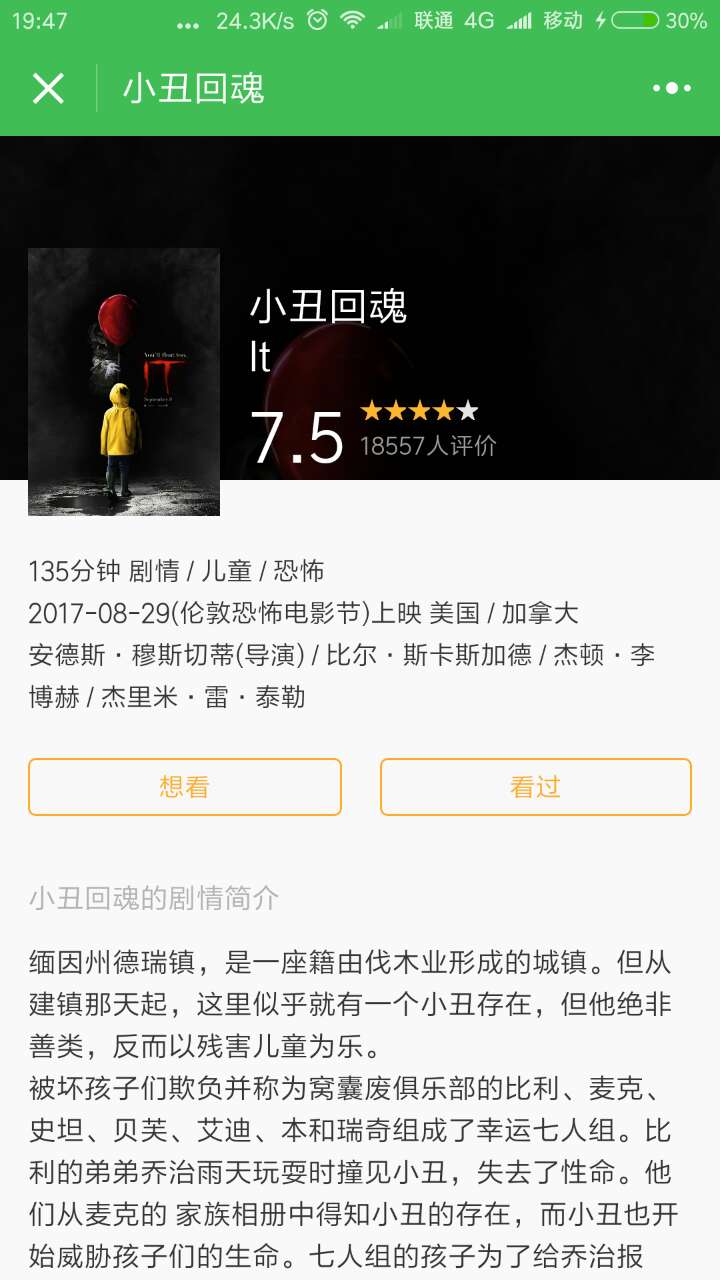 19:47 ... 24.3K/s 联通 4G 移动 30%
小丑回魂
小丑回魂
It
7.5
18557人评价
You'll float too.
IT
September 8
135分钟 剧情 / 儿童 / 恐怖
2017-08-29(伦敦恐怖电影节)上映 美国 / 加拿大
安德斯·穆斯切蒂(导演) / 比尔·斯卡斯加德 / 杰顿·李
博赫 / 杰里米·雷·泰勒
想看
看过
小丑回魂的剧情简介
缅因州德瑞镇，是一座籍由伐木业形成的城镇。但从
建镇那天起，这里似乎就有一个小丑存在，但他绝非
善类，反而以残害儿童为乐。
被坏孩子们欺负并称为窝囊废俱乐部的比利、麦克、
史坦、贝芙、艾迪、本和瑞奇组成了幸运七人组。比
利的弟弟乔治雨天玩耍时撞见小丑，失去了性命。他
们从麦克的 家族相册中得知小丑的存在，而小丑也开
始威胁孩子们的生命。七人组的孩子为了给乔治报